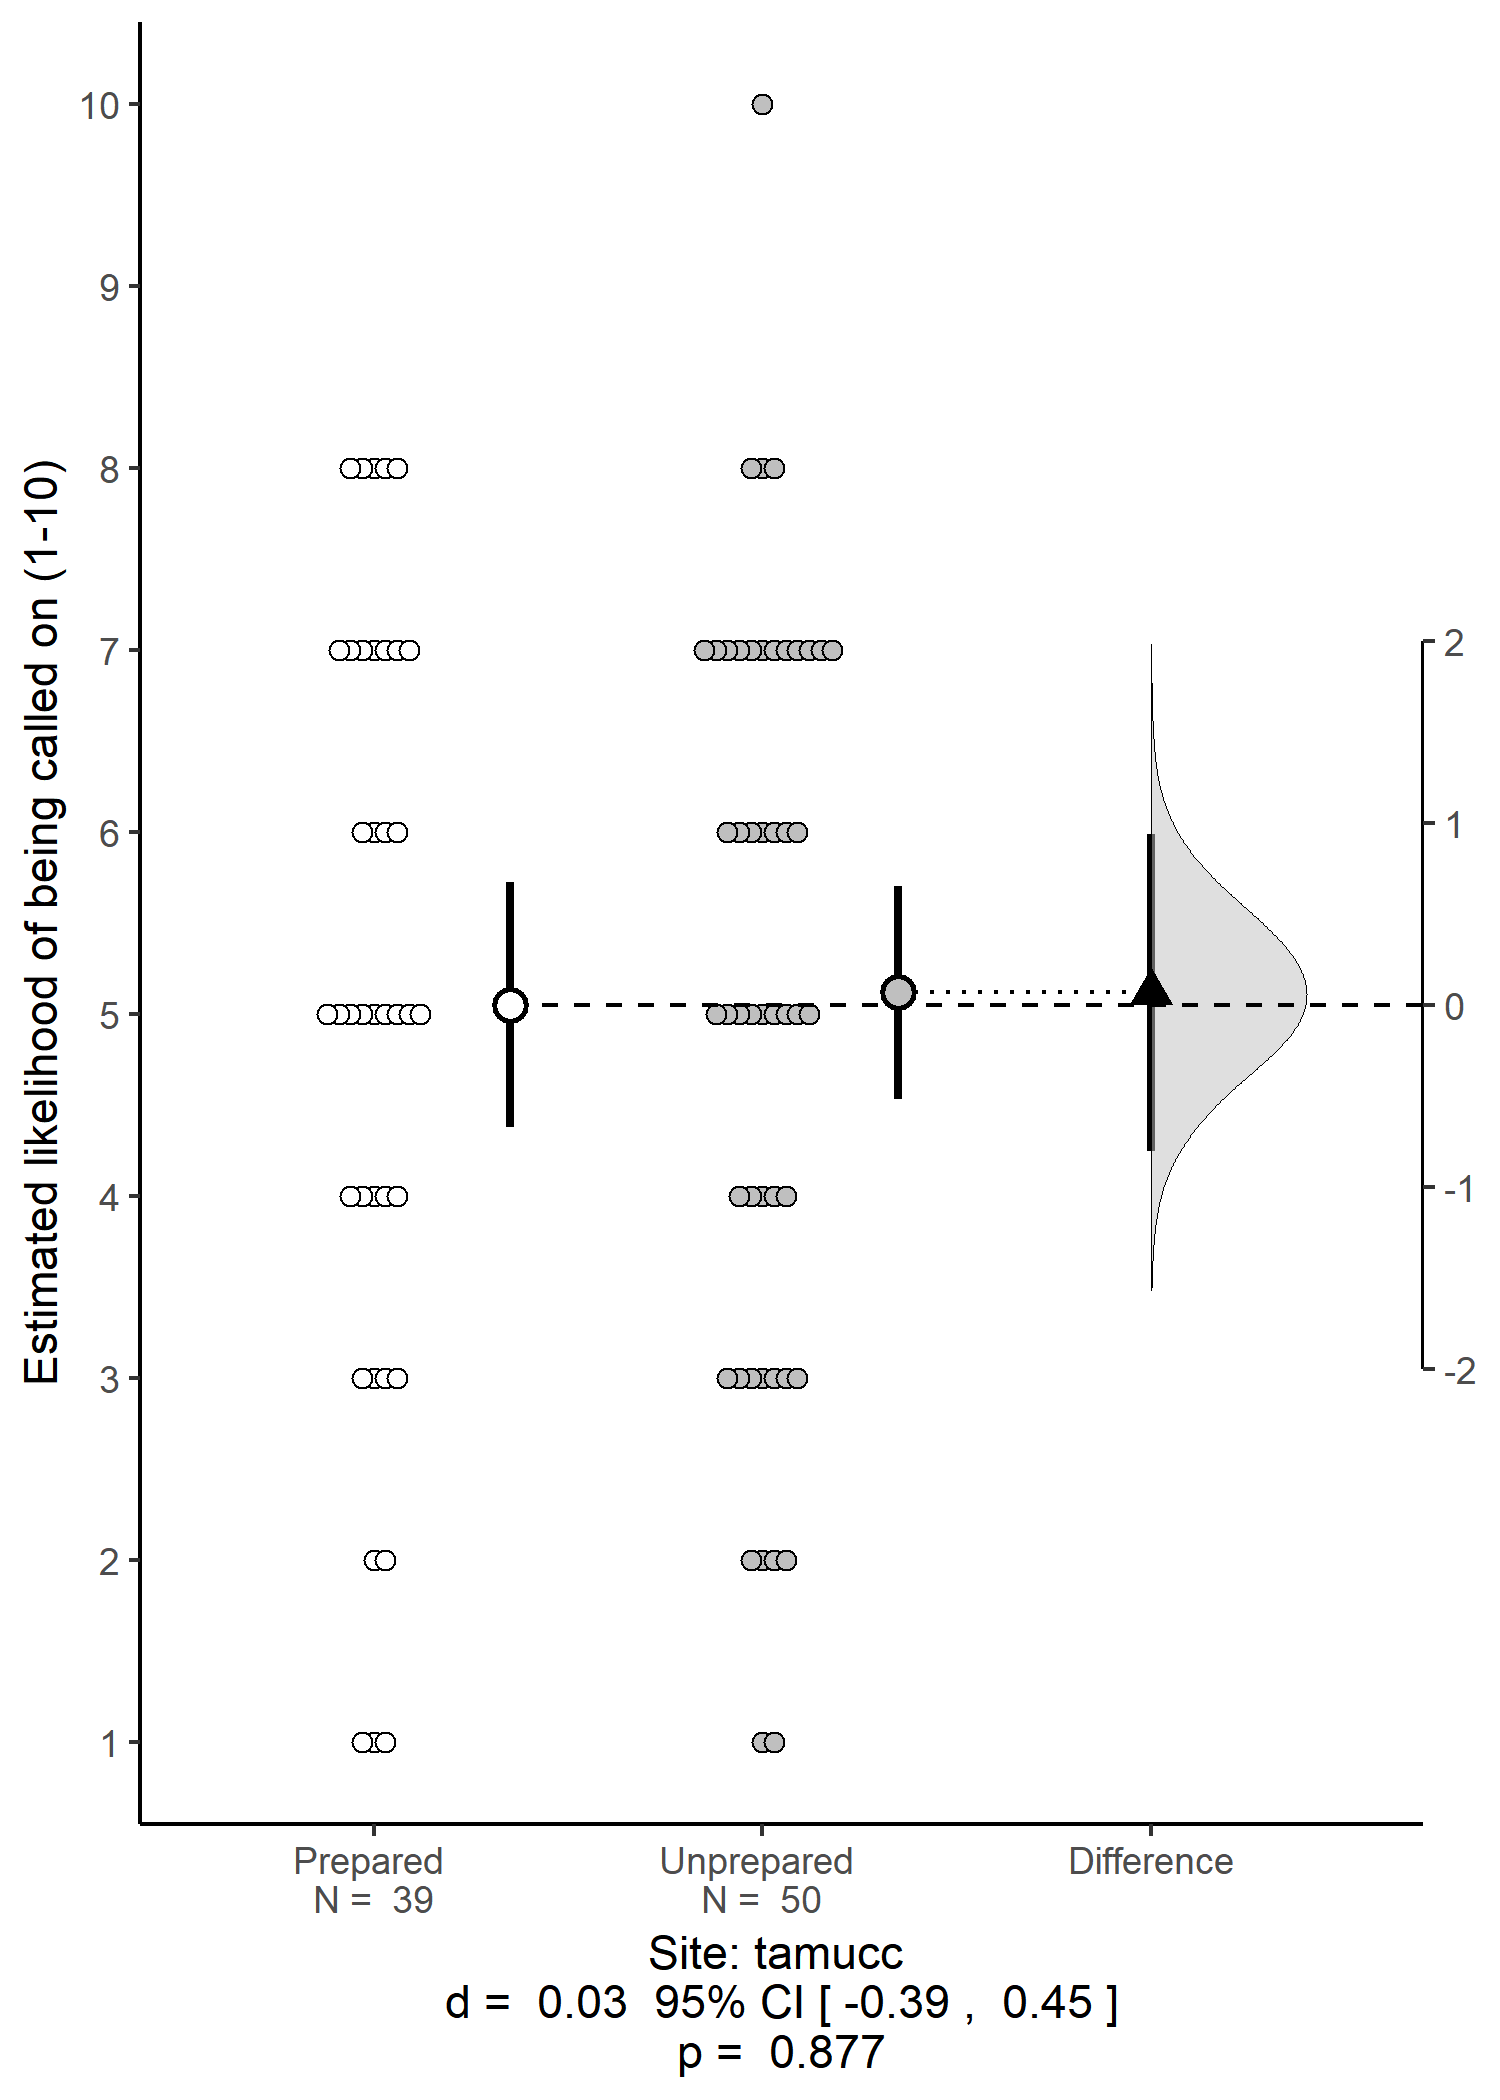 Estimated likelihood of being called on (1-10)
10
9
8
7
6
5
4
3
2
1
2
1
0
-1
-2
Prepared
N = 39
Unprepared
N = 50
Difference
Site: tamucc
d = 0.03 95% CI [ -0.39 , 0.45 ]
p = 0.877